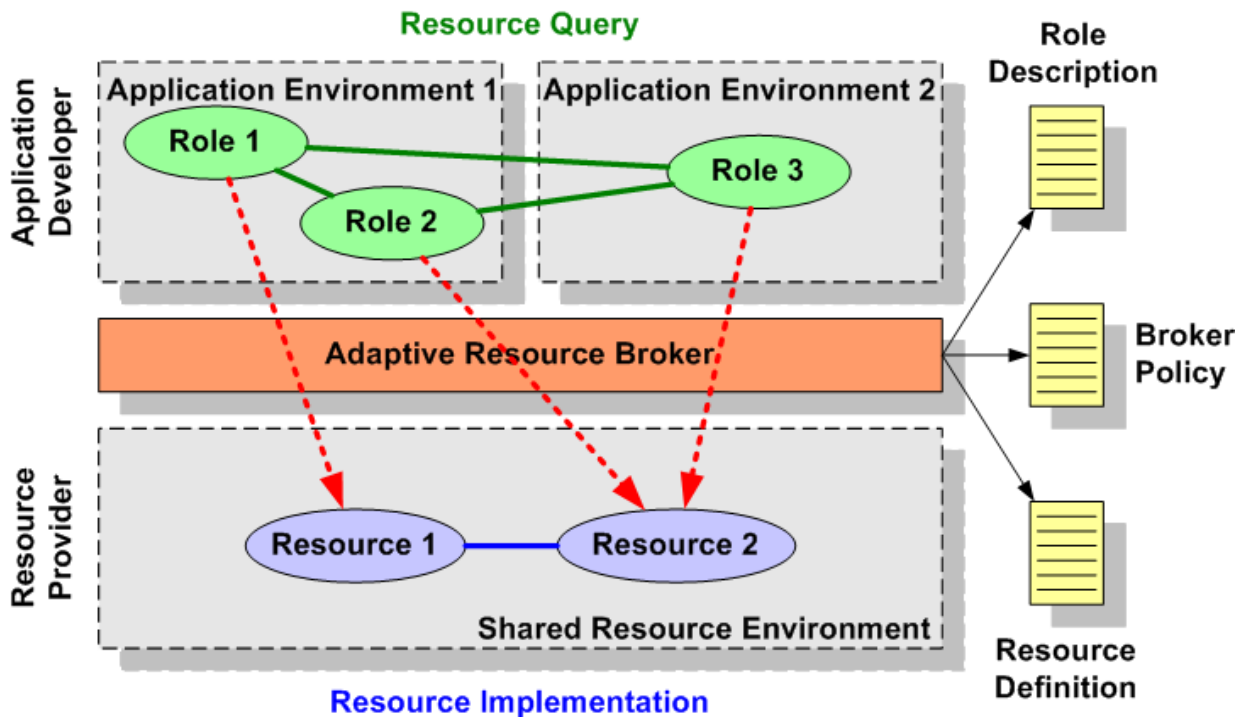 Resource Query
Role
Description
Application
Developer
Application Environment 1
Application Environment 2
Role 1
Role 2
Role 3
Adaptive Resource Broker
Broker
Policy
Resource
Provider
Resource 1
Resource 2
Shared Resource Environment
Resource
Definition
Resource Implementation